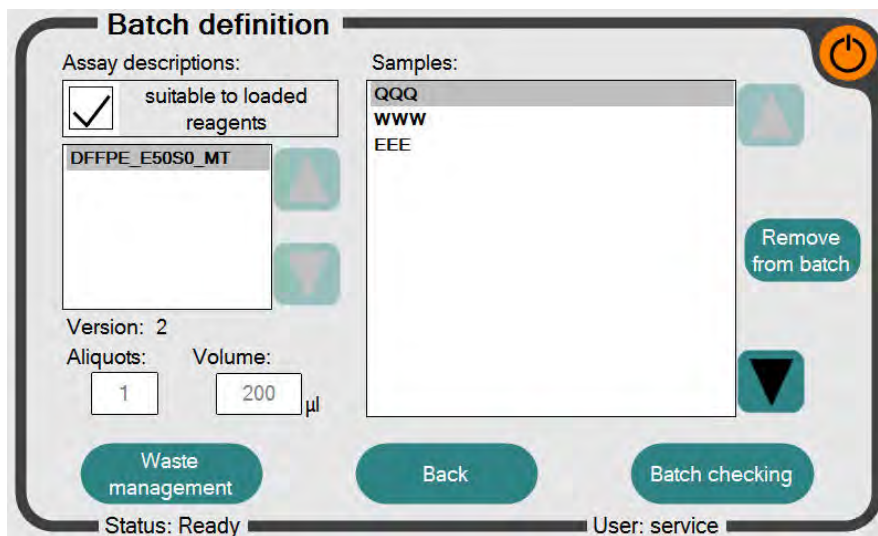 Batch definition
Assay descriptions:
suitable to loaded
reagents
DFFPE_E50S0_MT
Version: 2
Aliquots: Volume:
1 200 µl
Samples:
QQQ
WWW
EEE
Remove
from batch
Waste
management
Back
Batch checking
Status: Ready
User: service